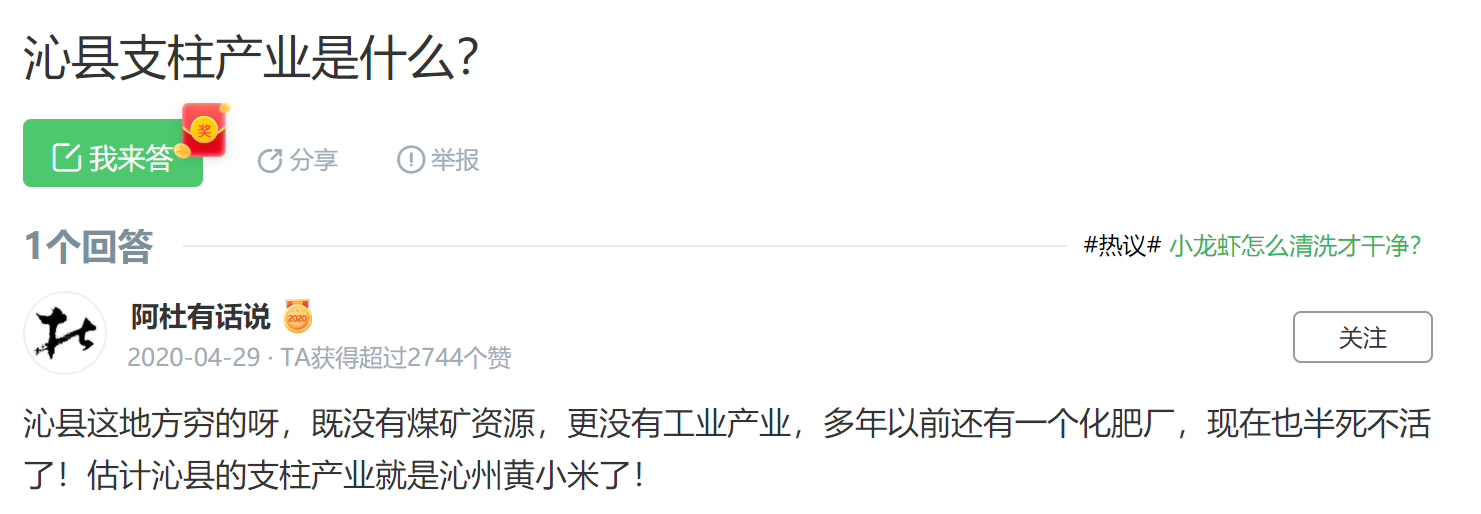 沁县支柱产业是什么？
我来答
奖
分享
举报
1个回答
#热议# 小龙虾怎么清洗才干净？
杜
阿杜有话说
2020
2020-04-29 · TA获得超过2744个赞
关注
沁县这地方穷的呀，既没有煤矿资源，更没有工业产业，多年以前还有一个化肥厂，现在也半死不活
了！估计沁县的支柱产业就是沁州黄小米了！